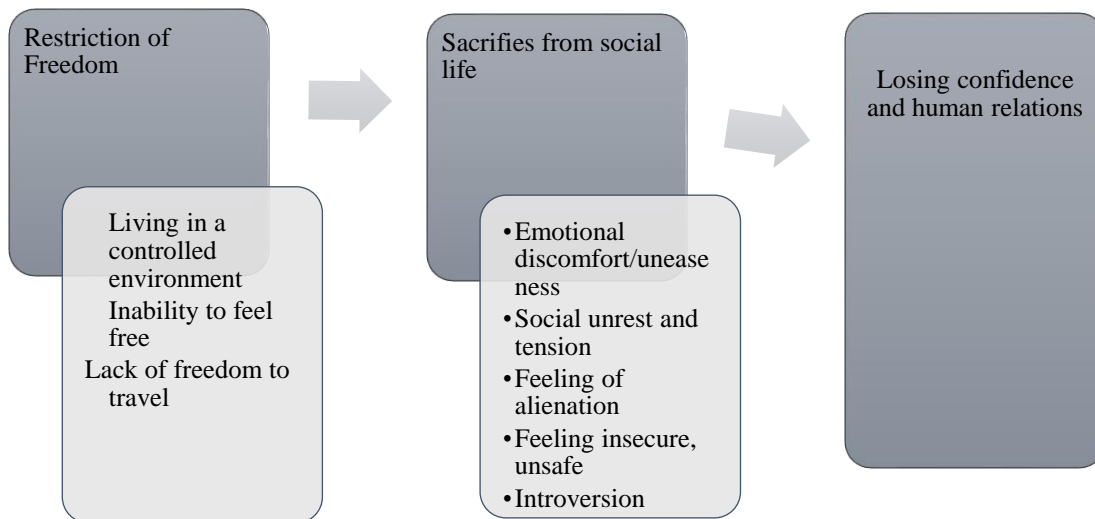 Restriction of
Freedom
Living in a
controlled
environment
Inability to feel
free
Lack of freedom to
travel
Sacrifies from social
life
•Emotional
discomfort/unease
ness
•Social unrest and
tension
•Feeling of
alienation
•Feeling insecure,
unsafe
•Introversion
Losing confidence
and human relations